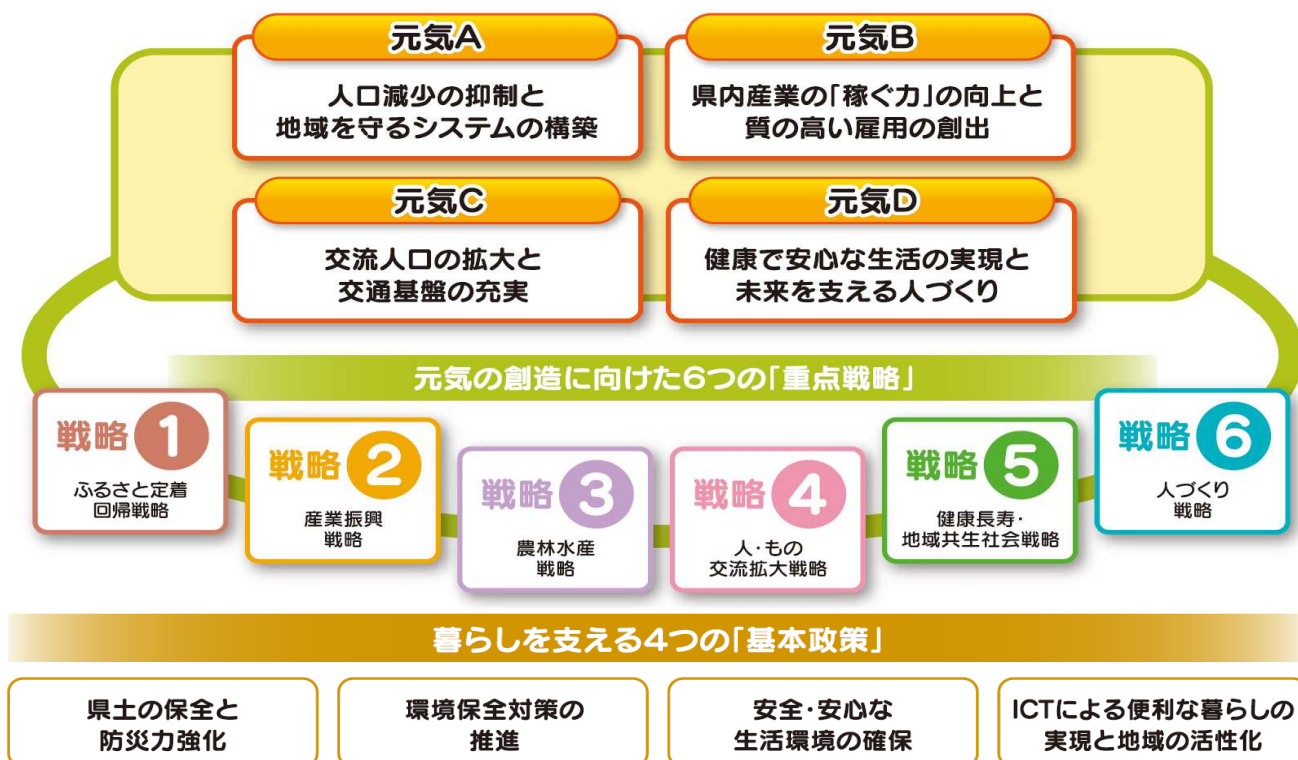 元気A
人口減少の抑制と
地域を守るシステムの構築
元気B
県内産業の「稼ぐ力」の向上と
質の高い雇用の創出
元気C
交流人口の拡大と
交通基盤の充実
元気D
健康で安心な生活の実現と
未来を支える人づくり
元気の創造に向けた6つの「重点戦略」
戦略1
ふるさと定着
回帰戦略
戦略2
産業振興
戦略
戦略3
農林水産
戦略
戦略4
人・もの
交流拡大戦略
戦略5
健康長寿・
地域共生社会戦略
戦略6
人づくり
戦略
暮らしを支える4つの「基本政策」
県土の保全と
防災力強化
環境保全対策の
推進
安全・安心な
生活環境の確保
ICTによる便利な暮らしの
実現と地域の活性化